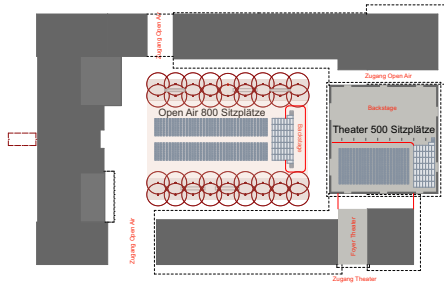 Zugang Open Air
Zugang Open Air
Backstage
Open Air 800 Sitzplätze
Theater 500 Sitzplätze
Backstage
Zugang Open Air
Foyer Theater
Zugang Theater